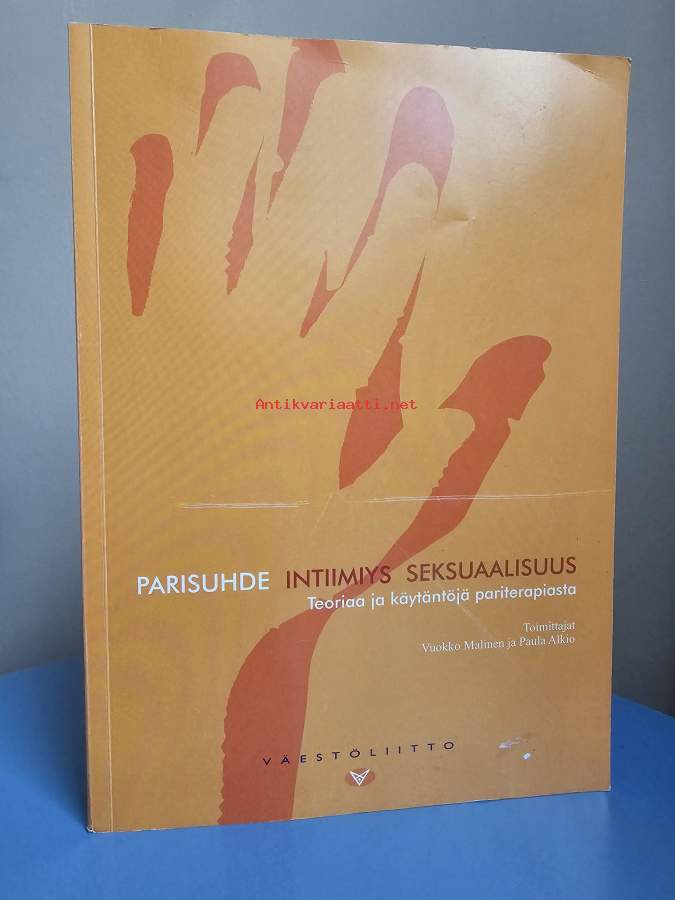 Antikvariaatti.net
PARISUHDE INTIIMIYS SEKSUAALISUUS
Teoriaa ja käytäntöjä pariterapiasta
Toimittajat
Vuokko Malinen ja Paula Alkio
VÄESTÖLIITTO